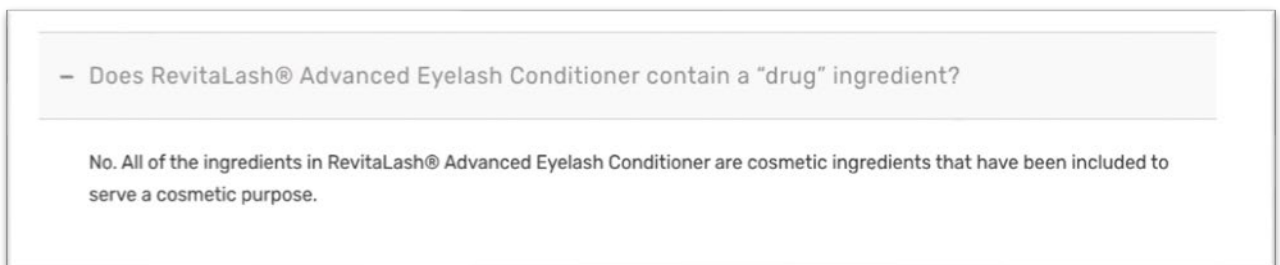 – Does RevitaLash® Advanced Eyelash Conditioner contain a “drug” ingredient?
No. All of the ingredients in RevitaLash® Advanced Eyelash Conditioner are cosmetic ingredients that have been included to
serve a cosmetic purpose.